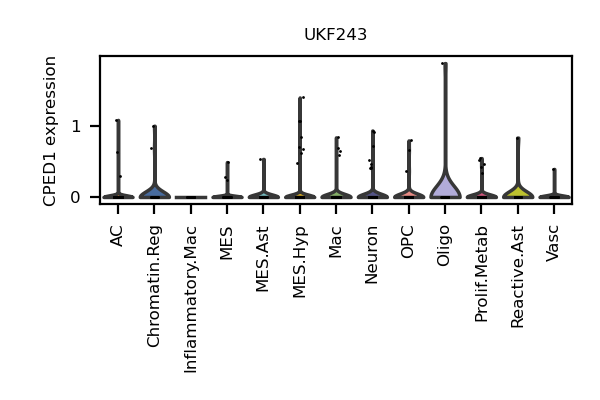 UKF243
CPED1 expression
1
0
AC
Chromatin.Reg
Inflammatory.Mac
MES
MES.Ast
MES.Hyp
Mac
Neuron
OPC
Oligo
Prolif.Metab
Reactive.Ast
Vasc